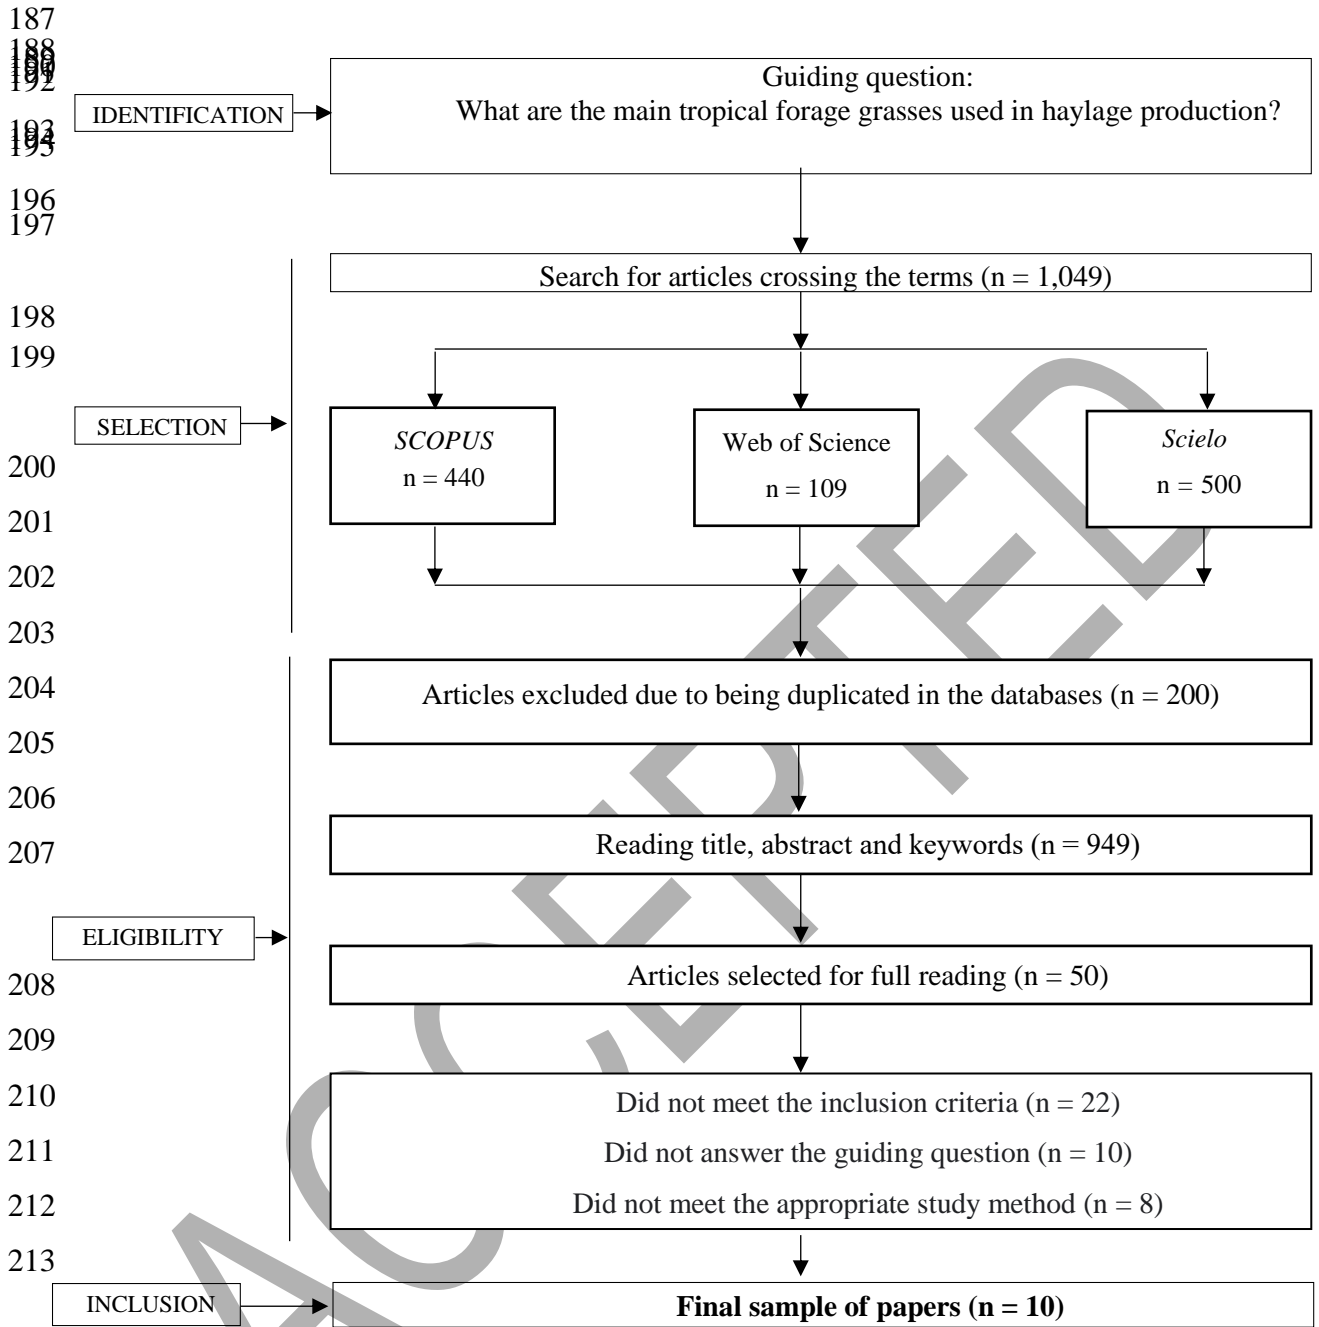 187
188
192
IDENTIFICATION
Guiding question:
What are the main tropical forage grasses used in haylage production?
195
196
197
Search for articles crossing the terms (n = 1,049)
198
199
SELECTION
SCOPUS
n = 440
Web of Science
n = 109
Scielo
n = 500
200
201
202
203
204
Articles excluded due to being duplicated in the databases (n = 200)
205
206
207
Reading title, abstract and keywords (n = 949)
ELIGIBILITY
208
Articles selected for full reading (n = 50)
209
210
Did not meet the inclusion criteria (n = 22)
211
Did not answer the guiding question (n = 10)
212
Did not meet the appropriate study method (n = 8)
213
INCLUSION
Final sample of papers (n = 10)
ACCEPTED